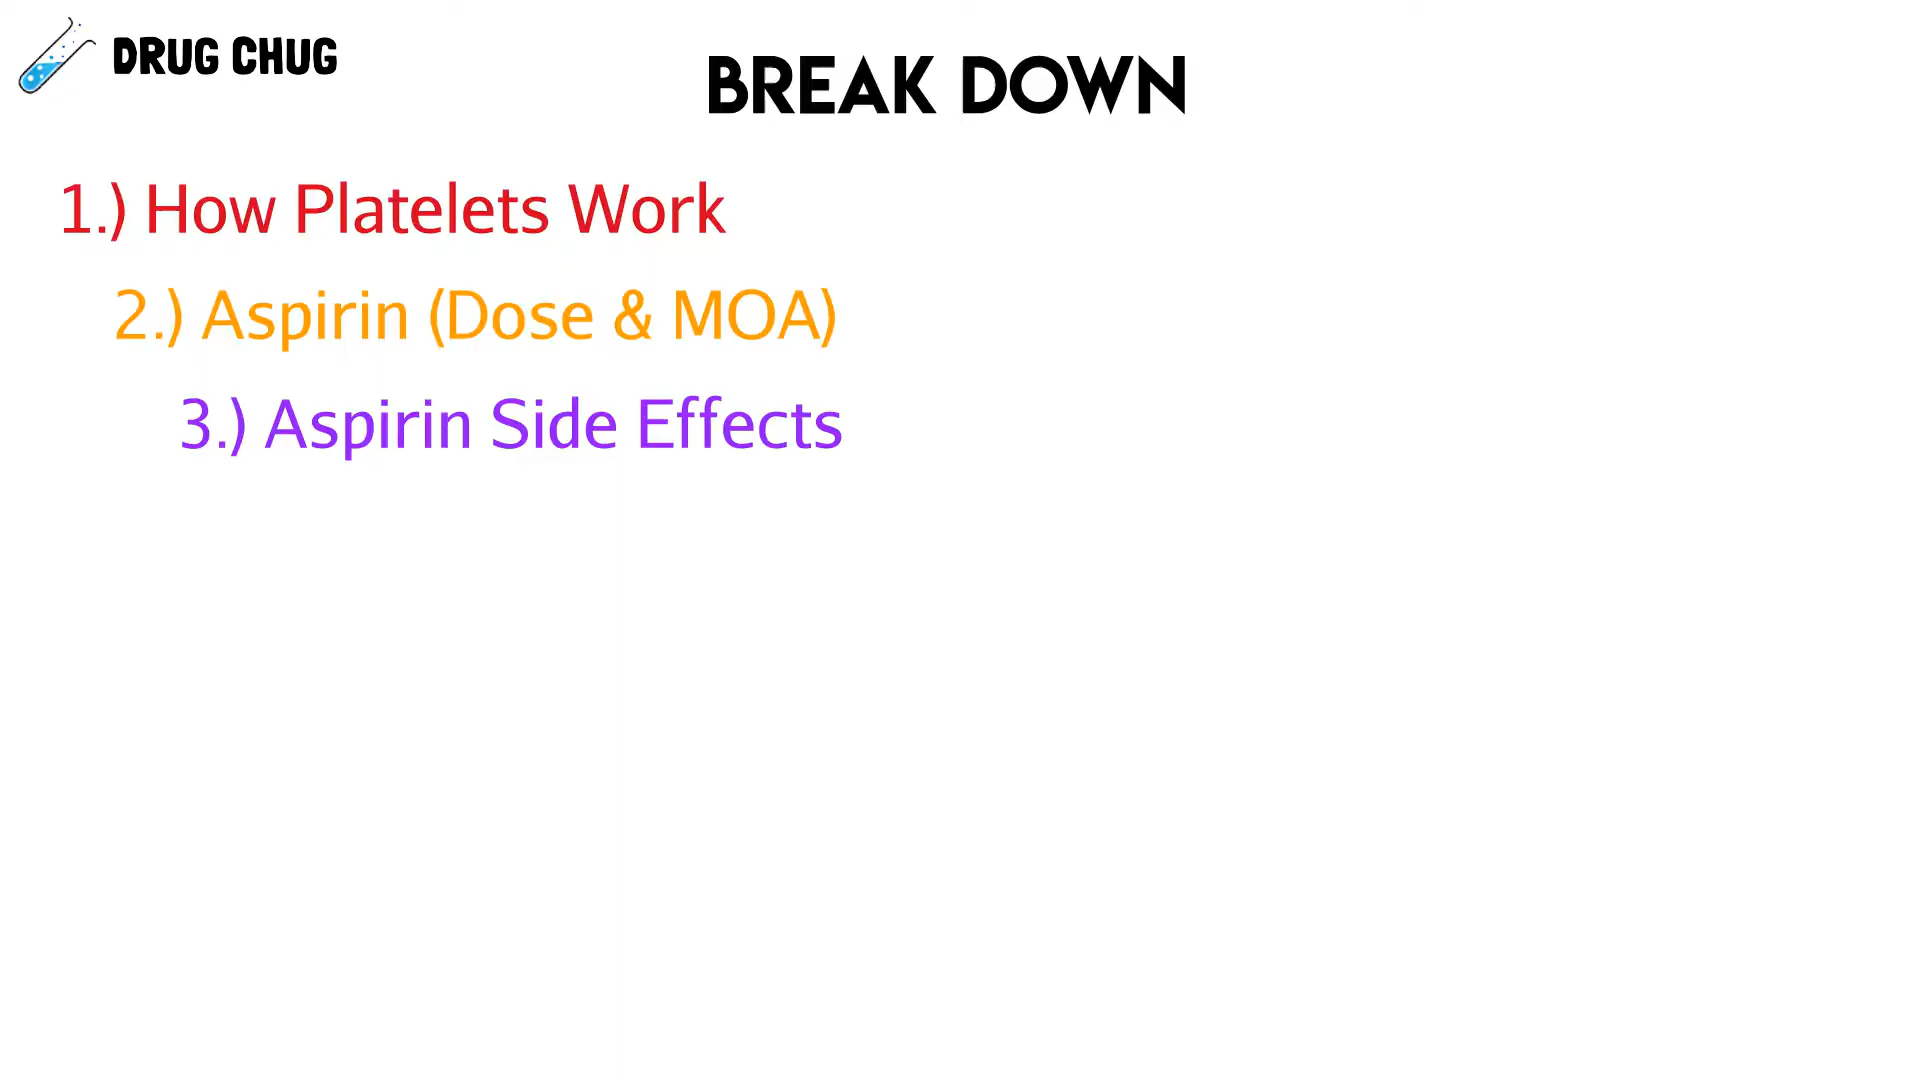 DRUG CHUG
BREAK DOWN
1.) How Platelets Work
2.) Aspirin (Dose & MOA)
3.) Aspirin Side Effects